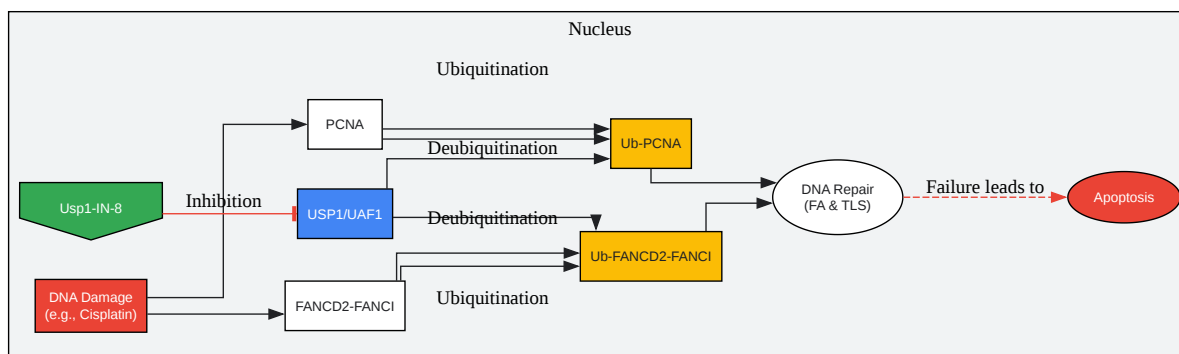 Nucleus
Ubiquitination
PCNA
Ub-PCNA
Deubiquitination
Usp1-IN-8
Inhibition
USP1/UAF1
Deubiquitination
DNA Repair
(FA & TLS)
Failure leads to
Apoptosis
Ub-FANCD2-FANCI
DNA Damage
(e.g., Cisplatin)
FANCD2-FANCI
Ubiquitination